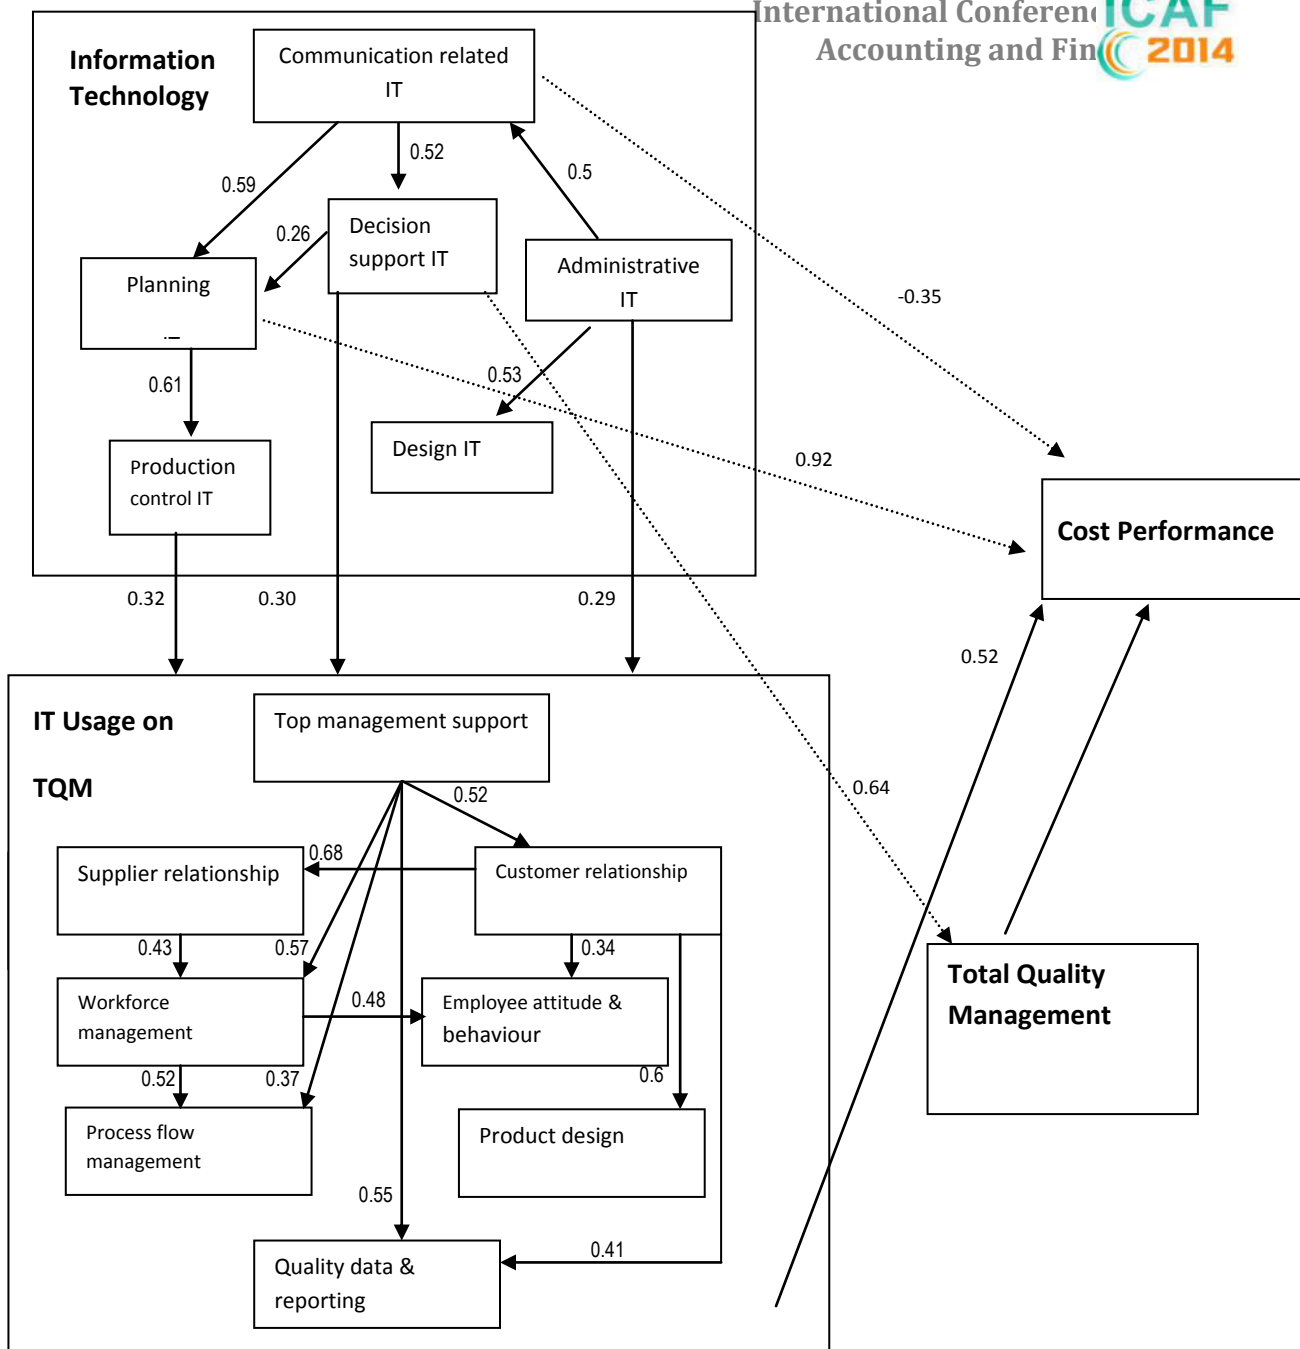 International Conferen
Accounting and Fin
ICAF
2014
Information
Technology
Communication related
IT
0.59
0.52
0.5
Decision
support IT
0.26
Administrative
IT
Planning
-0.35
0.61
0.53
Design IT
0.92
Production
control IT
Cost Performance
0.32
0.30
0.29
0.52
IT Usage on
TQM
Top management support
0.52
0.64
0.68
Supplier relationship
Customer relationship
0.43
0.57
0.34
Workforce
management
0.48
Employee attitude &
behaviour
Total Quality
Management
0.52
0.37
0.6
Process flow
management
Product design
0.55
0.41
Quality data &
reporting